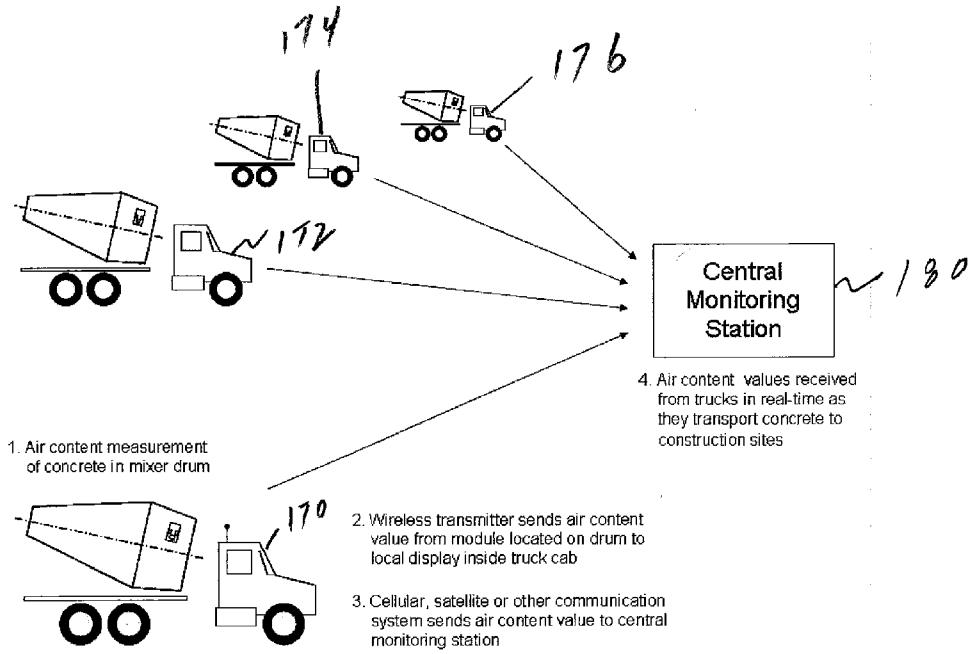 174
176
172
Central
Monitoring
Station
180
4. Air content values received
from trucks in real-time as
they transport concrete to
construction sites
1. Air content measurement
of concrete in mixer drum
170
2. Wireless transmitter sends air content
value from module located on drum to
local display inside truck cab
3. Cellular, satellite or other communication
system sends air content value to central
monitoring station